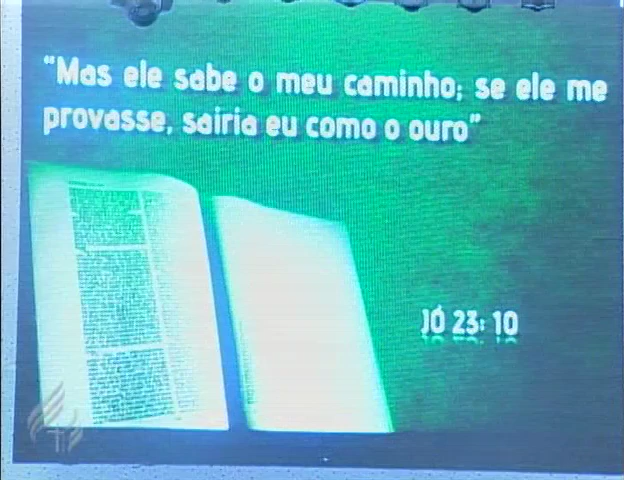 “Mas ele sabe o meu caminho; se ele me
provasse, sairia eu como o ouro”
JÓ 23: 10